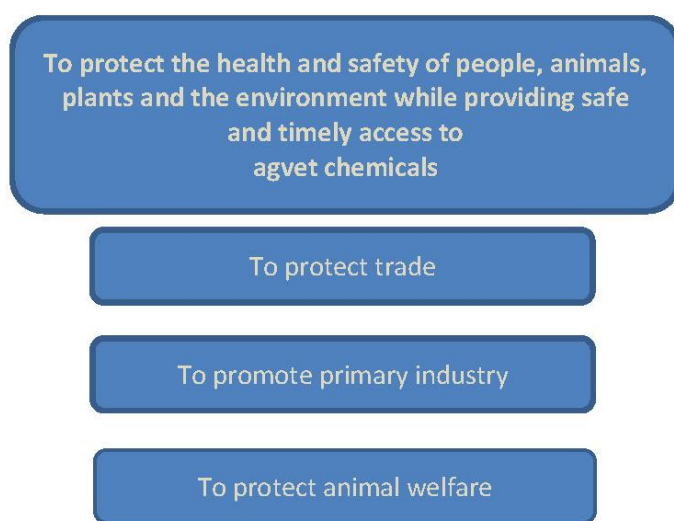 To protect the health and safety of people, animals,
plants and the environment while providing safe
and timely access to
agvet chemicals
To protect trade
To promote primary industry
To protect animal welfare